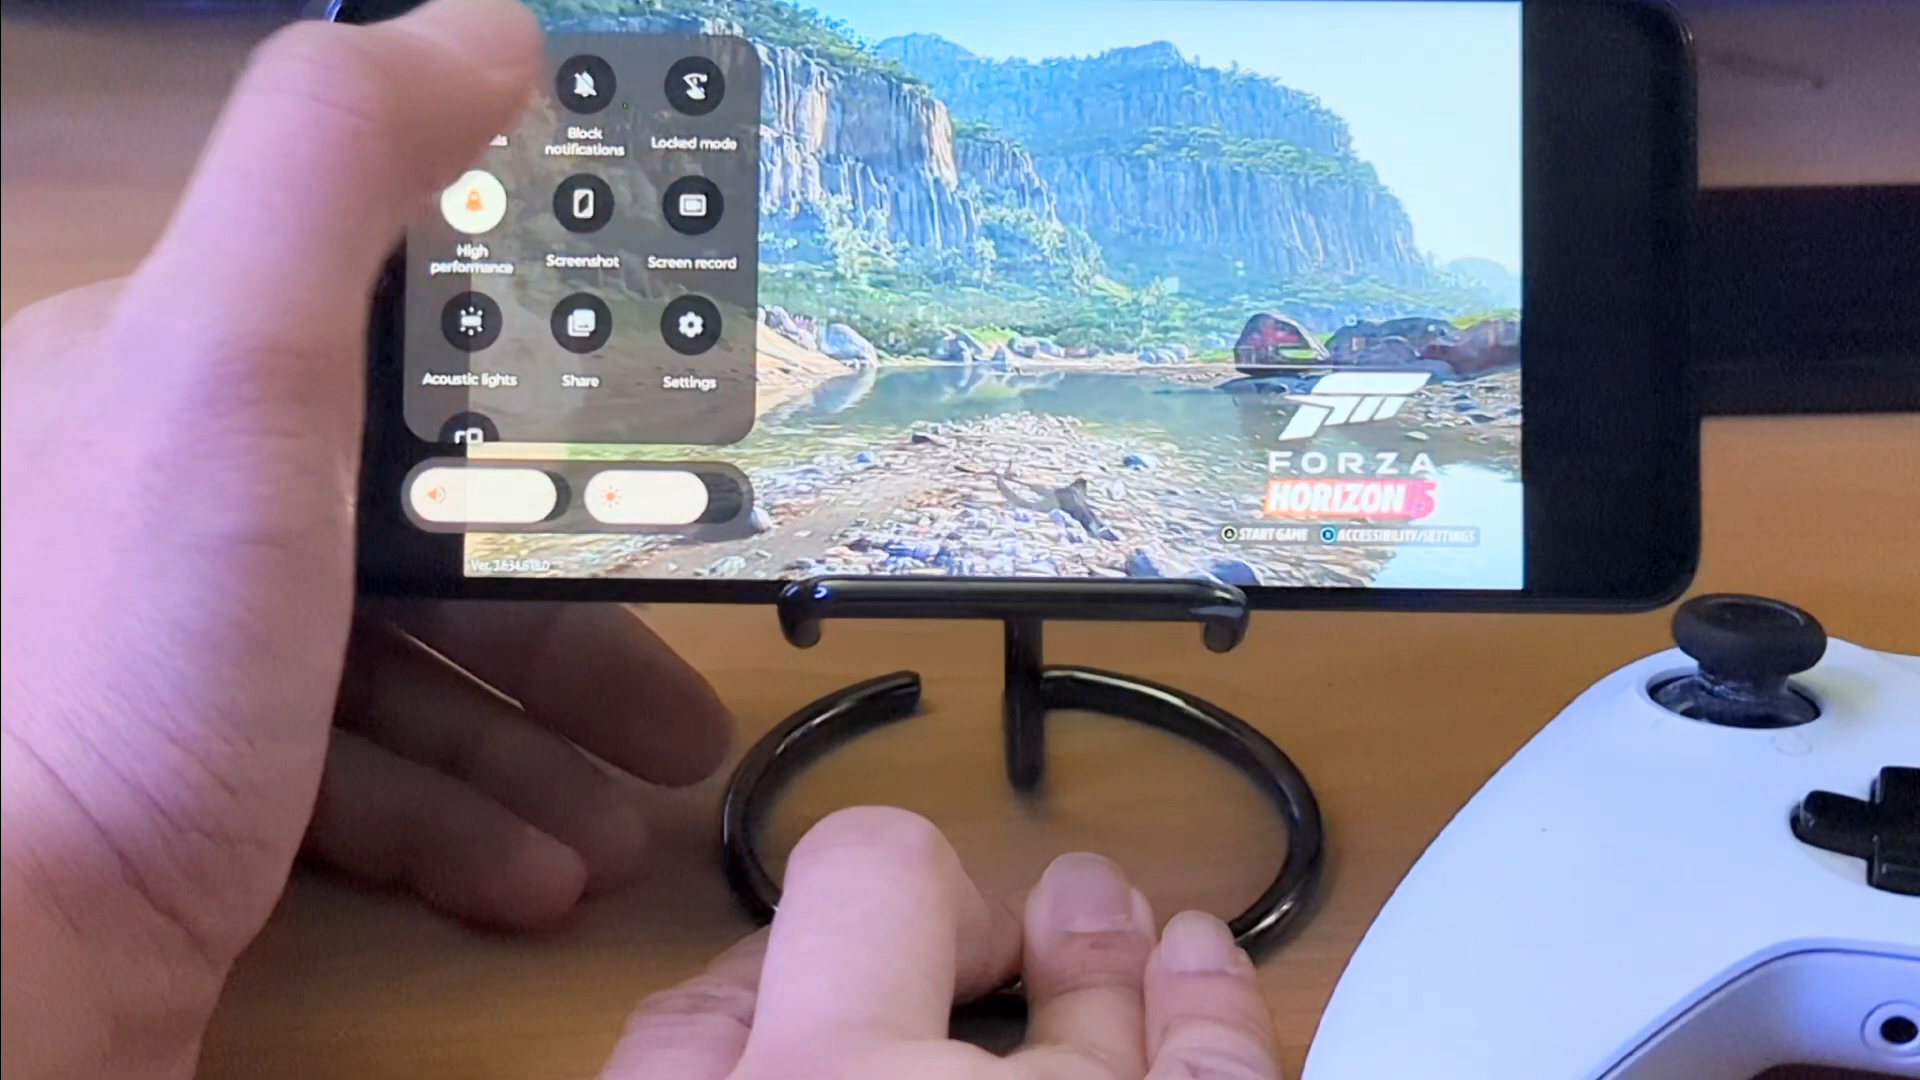 Block
notifications
Locked mode
High
performance
Screenshot
Screen record
Acoustic lights
Share
Settings
FORZA
HORIZON 5
START GAME
ACCESSIBILITY/SETTINGS